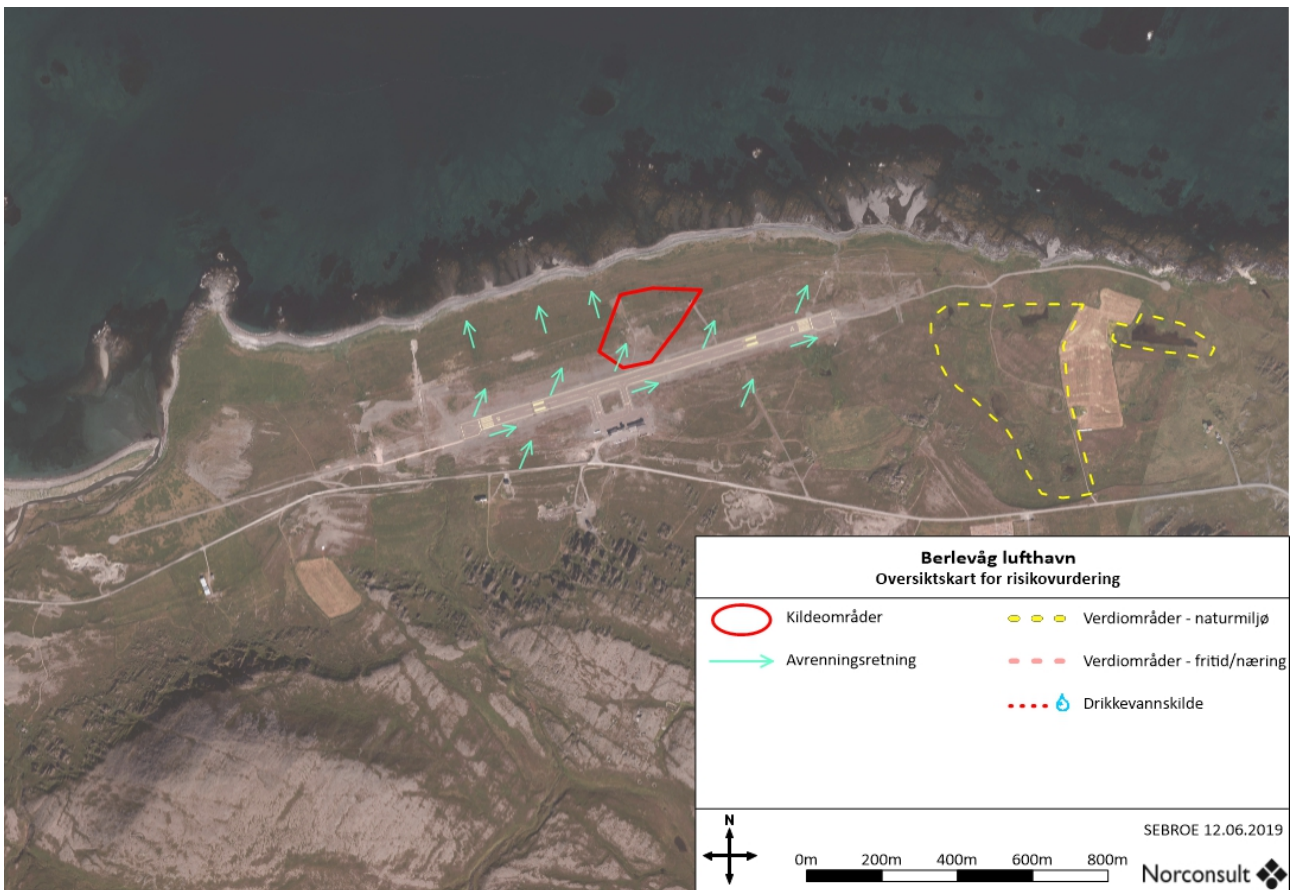 Berlevåg lufthavn
Oversiktskart for risikovurdering
Kildeområder
Verdiområder - naturmiljø
Avrenningsretning
Verdiområder - fritid/næring
Drikkevannskilde
N
SEBROE 12.06.2019
0m 200m 400m 600m 800m
Norconsult